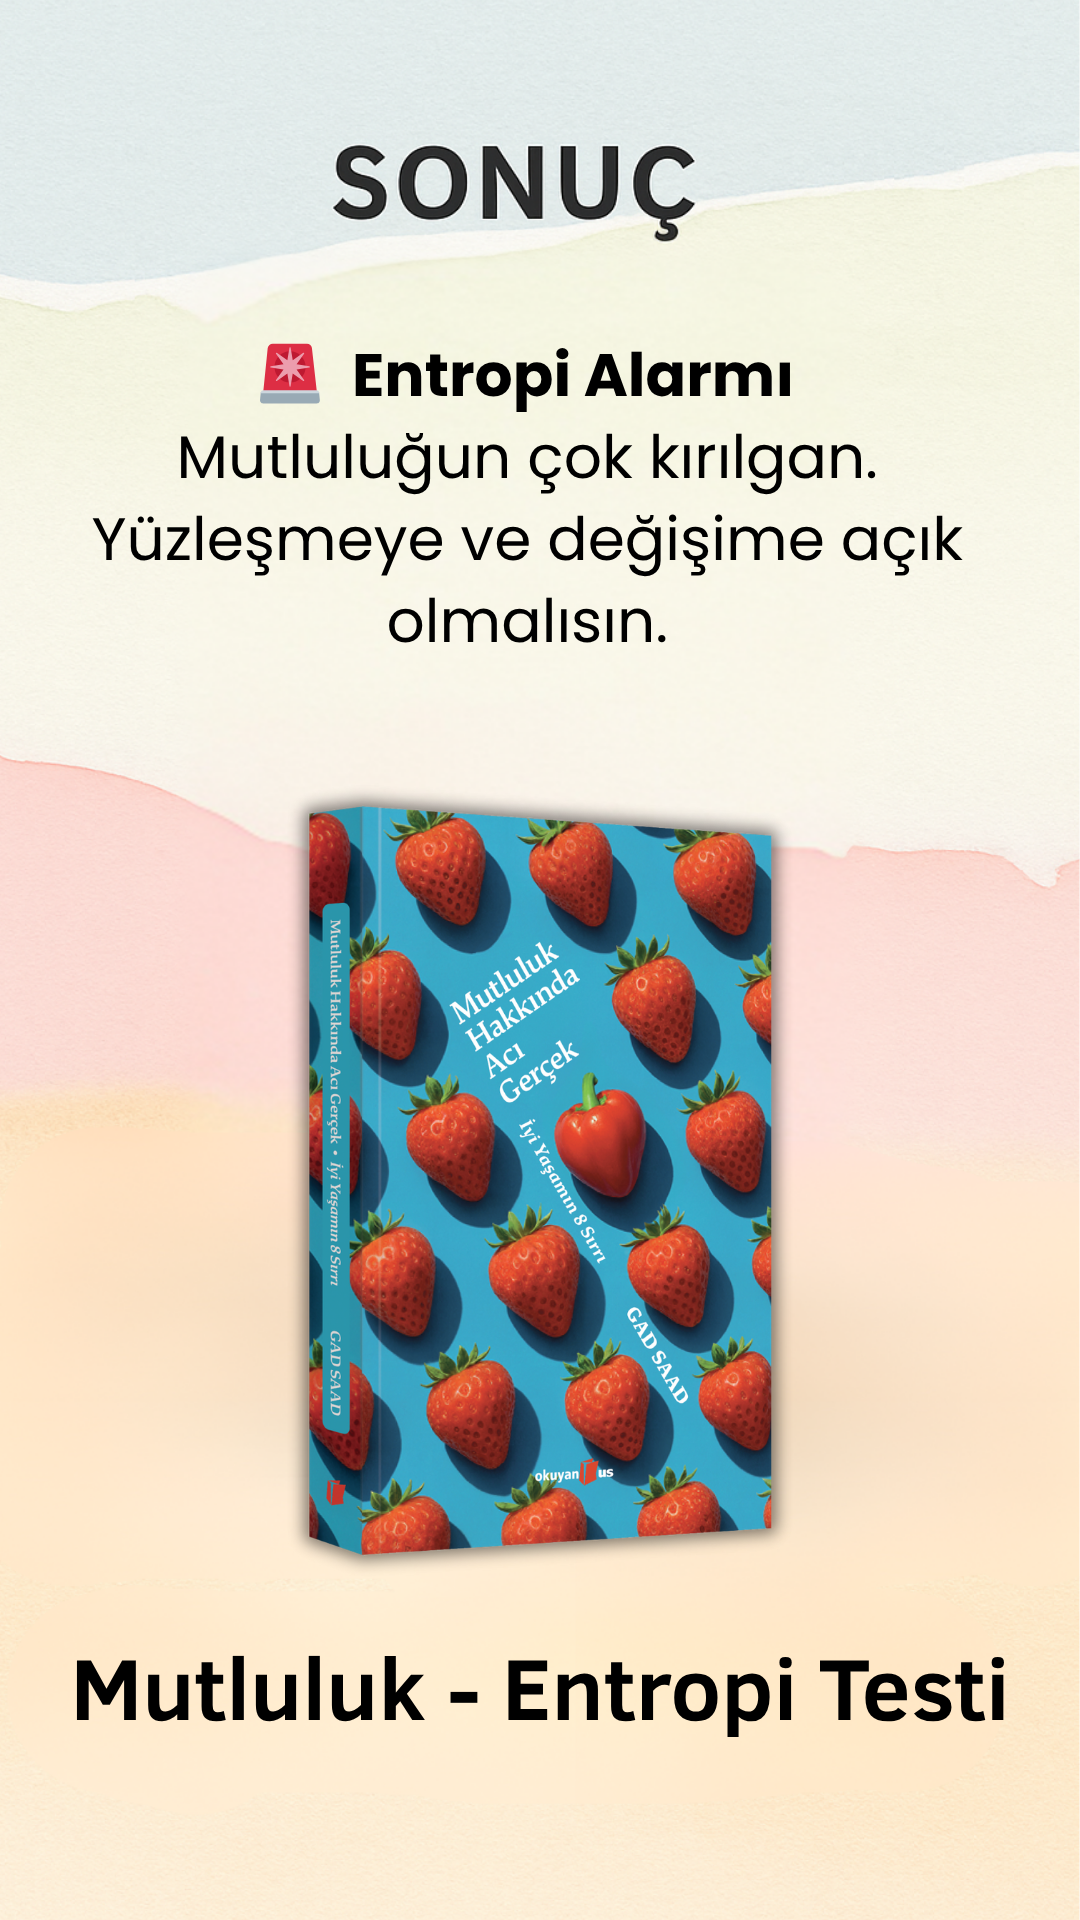 SONUÇ
🚨 Entropi Alarmı
Mutluluğun çok kırılgan.
Yüzleşmeye ve değişime açık
olmalısın.
Mutluluk Hakkında Acı Gerçek • İyi Yaşamın 8 Sırrı GAD SAAD
Mutluluk
Hakkında
Acı
Gerçek
İyi Yaşamın 8 Sırrı
GAD SAAD
okuyan us
Mutluluk - Entropi Testi